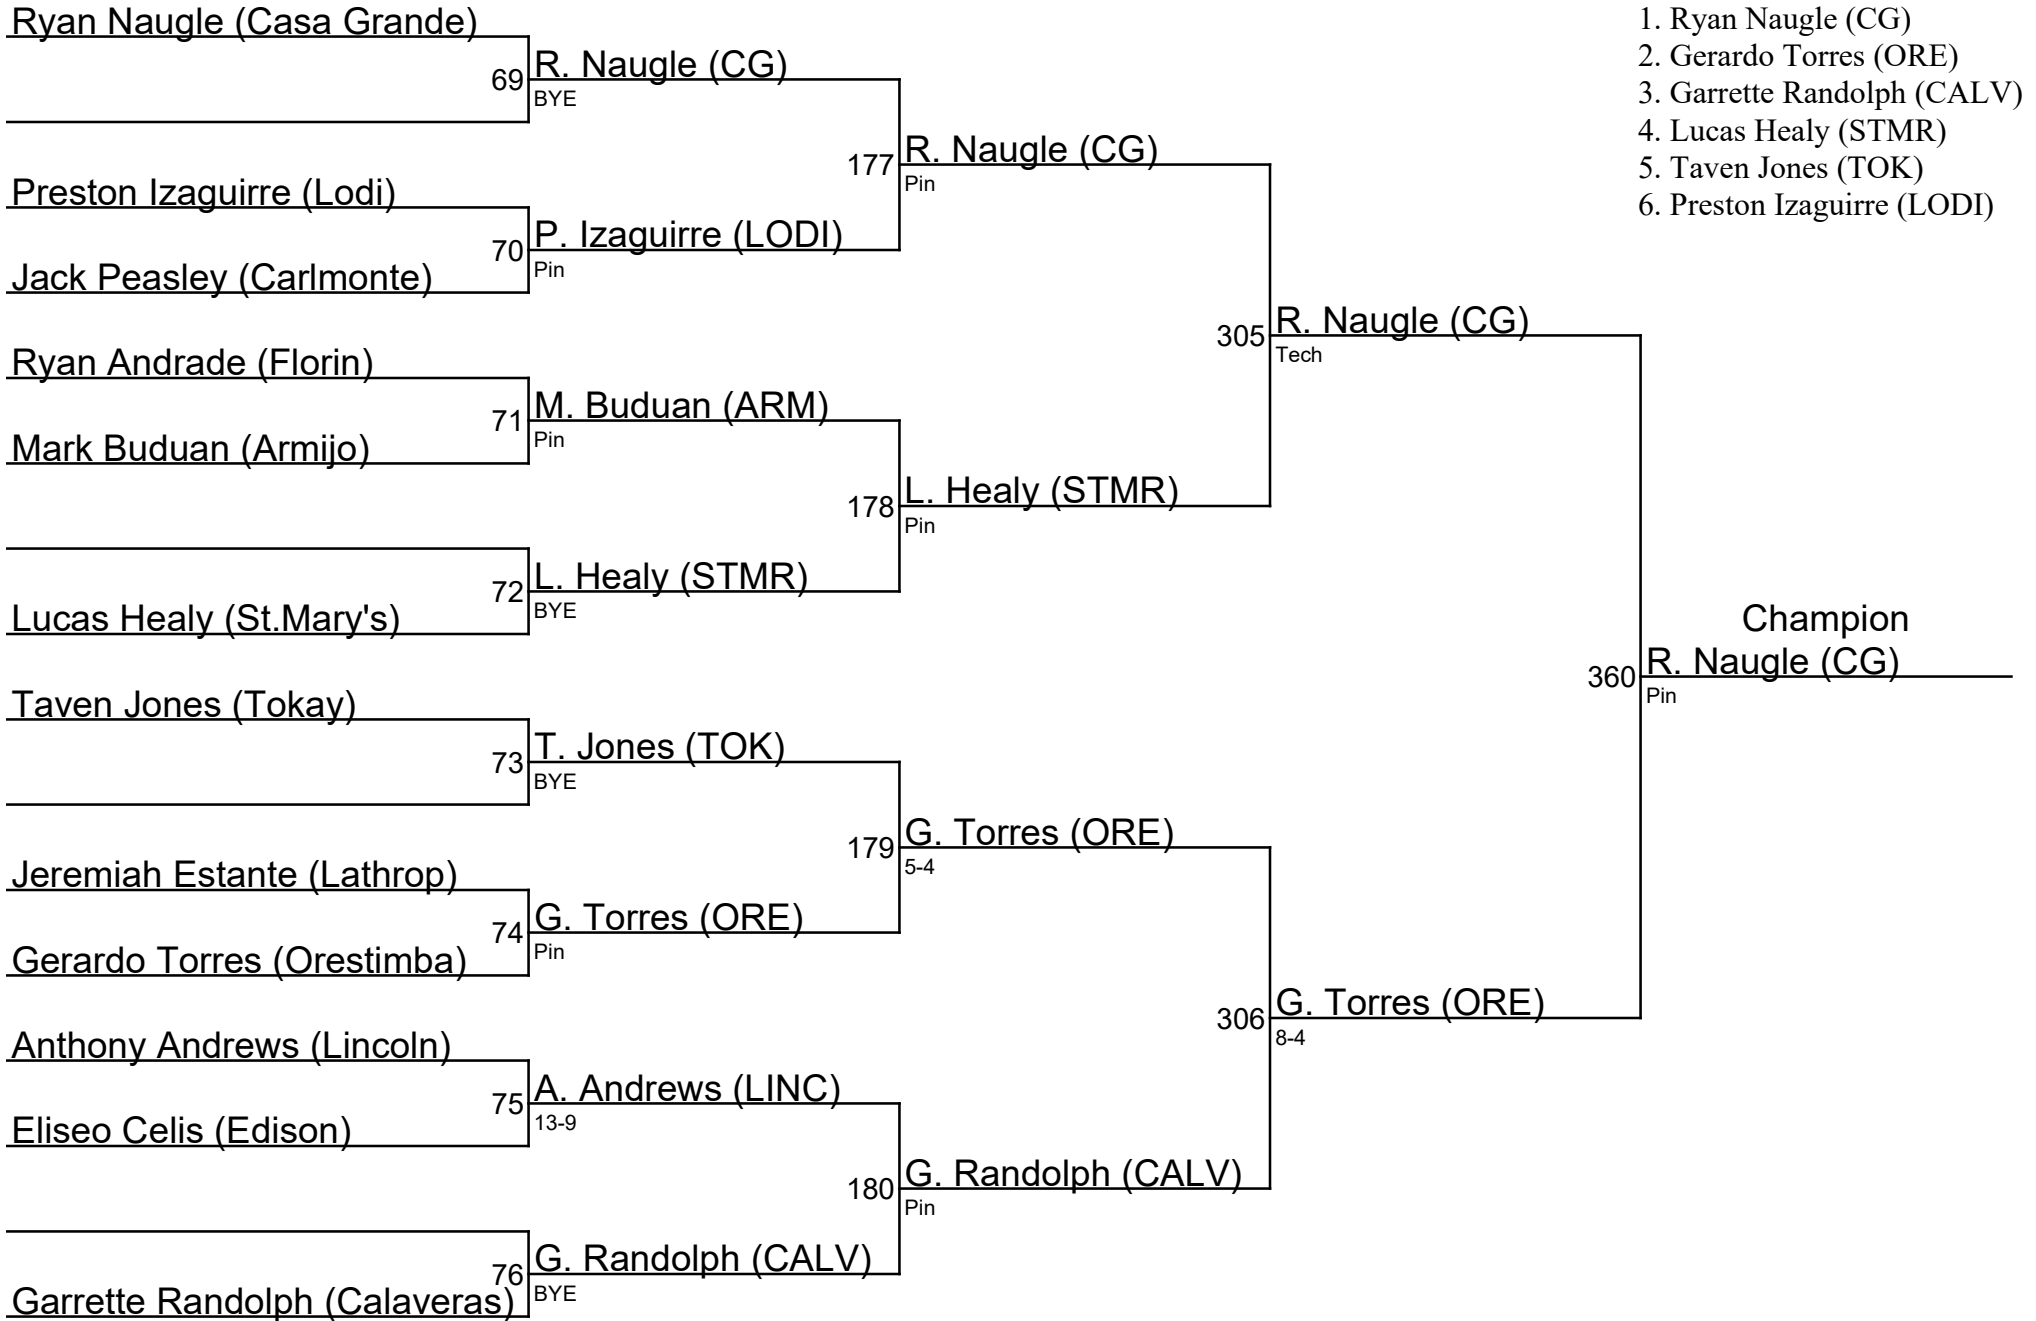 Ryan Naugle (Casa Grande)
69
R. Naugle (CG)
BYE
Preston Izaguirre (Lodi)
70
P. Izaguirre (LODI)
Pin
Jack Peasley (Carlmonte)
177
R. Naugle (CG)
Pin
Ryan Andrade (Florin)
71
M. Buduan (ARM)
Pin
Mark Buduan (Armijo)
178
L. Healy (STMR)
Pin
72
L. Healy (STMR)
BYE
Lucas Healy (St.Mary's)
305
R. Naugle (CG)
Tech
Taven Jones (Tokay)
73
T. Jones (TOK)
BYE
179
G. Torres (ORE)
5-4
Jeremiah Estante (Lathrop)
74
G. Torres (ORE)
Pin
Gerardo Torres (Orestimba)
306
G. Torres (ORE)
8-4
Anthony Andrews (Lincoln)
75
A. Andrews (LINC)
13-9
Eliseo Celis (Edison)
180
G. Randolph (CALV)
Pin
76
G. Randolph (CALV)
BYE
Garrette Randolph (Calaveras)
Champion
360
R. Naugle (CG)
Pin
1. Ryan Naugle (CG)
2. Gerardo Torres (ORE)
3. Garrette Randolph (CALV)
4. Lucas Healy (STMR)
5. Taven Jones (TOK)
6. Preston Izaguirre (LODI)